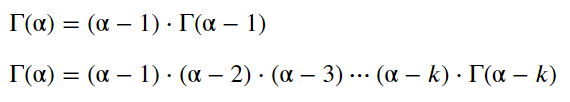 Γ(α) = (α − 1) · Γ(α − 1)
Γ(α) = (α − 1) · (α − 2) · (α − 3) ⋯ (α − k) · Γ(α − k)